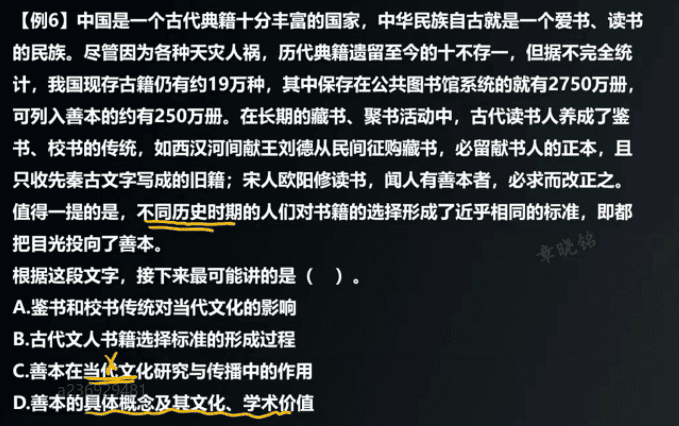 【例6】中国是一个古代典籍十分丰富的国家，中华民族自古就是一个爱书、读书
的民族。尽管因为各种天灾人祸，历代典籍遗留至今的十不存一，但据不完全统
计，我国现存古籍仍有约19万种，其中保存在公共图书馆系统的就有2750万册，
可列入善本的约有250万册。在长期的藏书、聚书活动中，古代读书人养成了鉴
书、校书的传统，如西汉河间献王刘德从民间征购藏书，必留献书人的正本，且
只收先秦古文字写成的旧籍；宋人欧阳修读书，闻人有善本者，必求而改正之。
值得一提的是，不同历史时期的人们对书籍的选择形成了近乎相同的标准，即都
把目光投向了善本。
章晓铭
根据这段文字，接下来最可能讲的是（ ）。
A.鉴书和校书传统对当代文化的影响
B.古代文人书籍选择标准的形成过程
C.善本在当代文化研究与传播中的作用
a236929481
D.善本的具体概念及其文化、学术价值